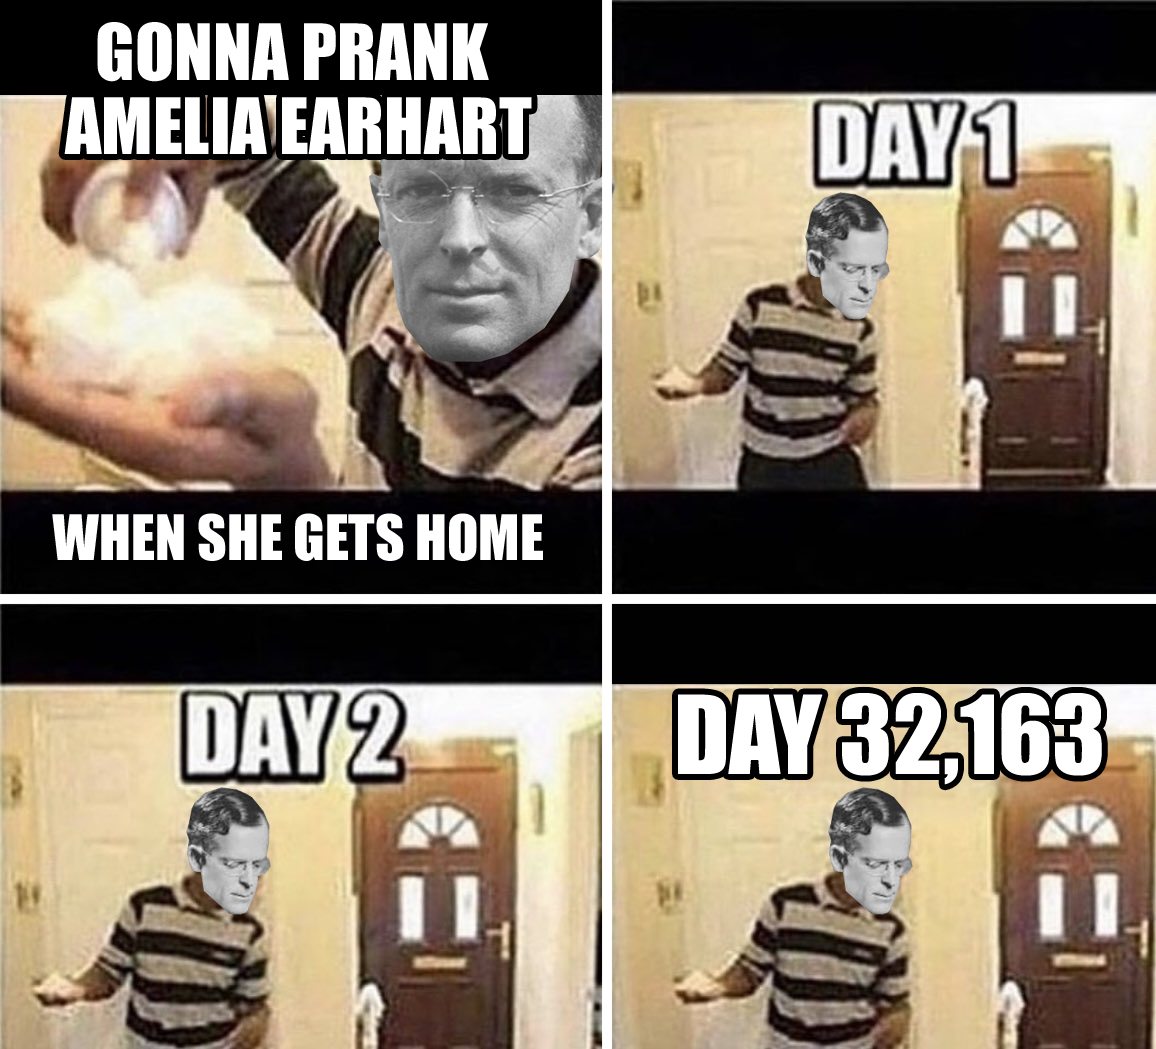 GONNA PRANK
AMELIA EARHART
WHEN SHE GETS HOME
DAY 1
DAY 2
DAY 32,163